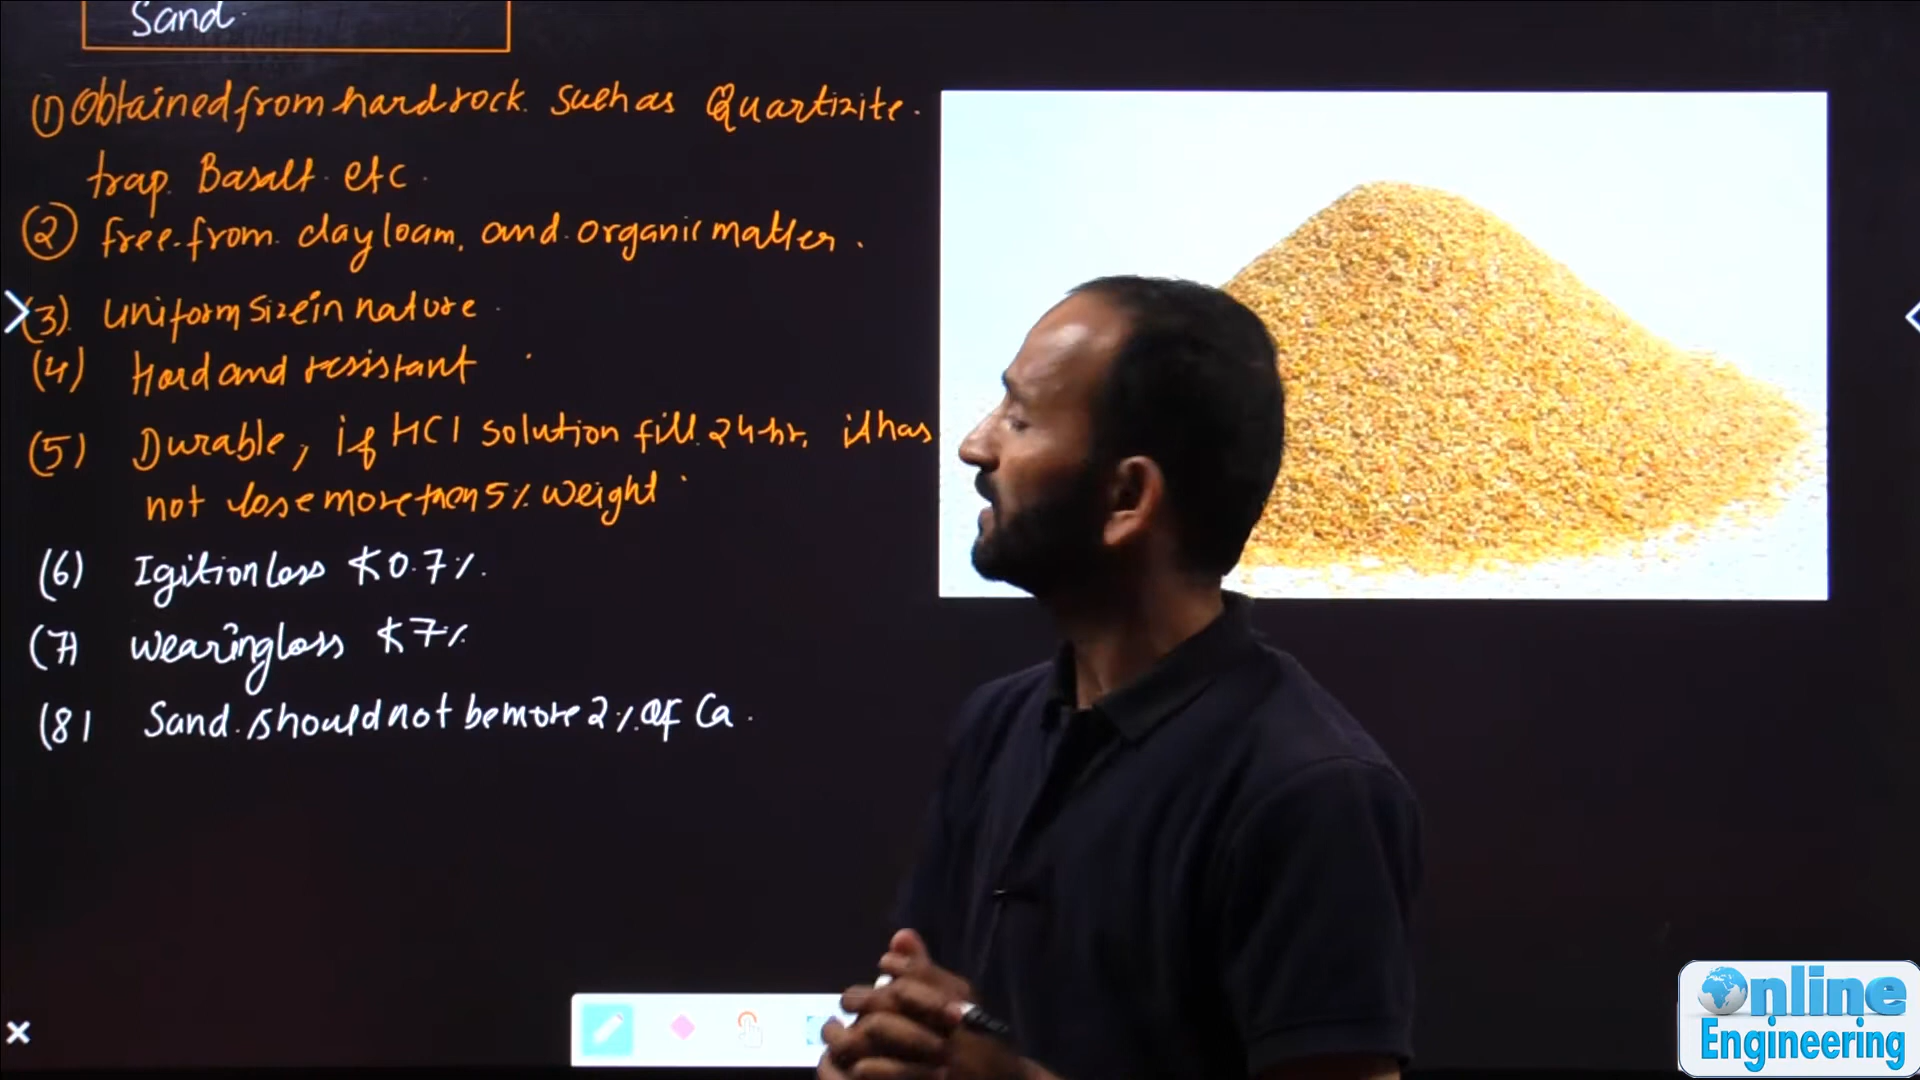 Sand.
(1) Obtained from hard rock. Such as Quartizite.
trap. Basalt. etc.
(2) free from clay loam, and organic matter.
(3). Uniform size in nature.
(4) Hard and resistant
(5) Durable, if HCl solution fill 24hr. it has
not lose more than 5% weight.
(6) Igition loss ≮ 0.7%.
(7) Wearing loss ≮ 7%
(8) Sand should not be more 2% of Ca.
Online
Engineering